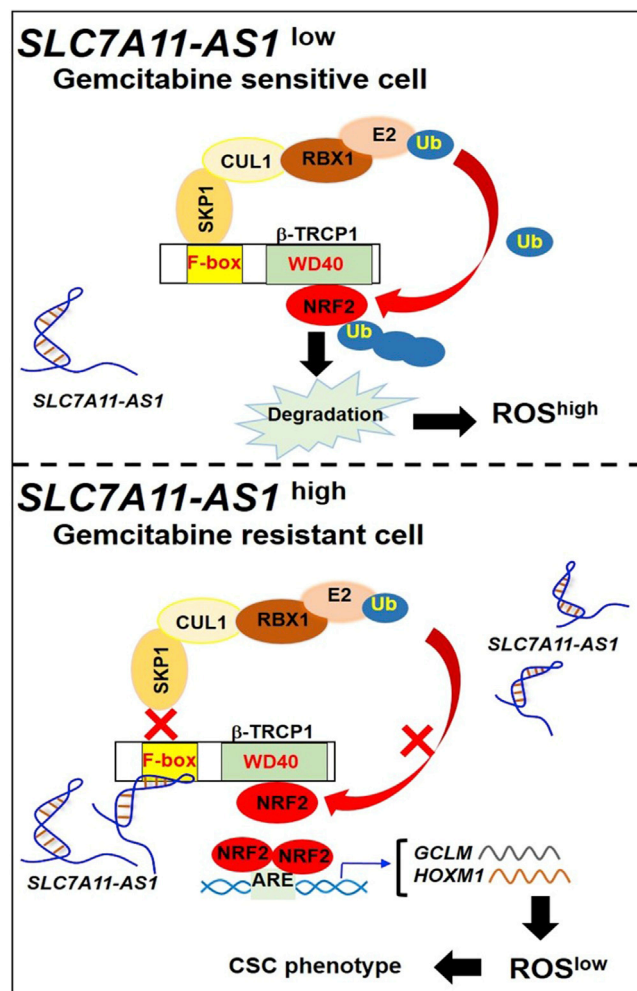 SLC7A11-AS1 low
Gemcitabine sensitive cell
E2
Ub
CUL1
RBX1
SKP1
β-TRCP1
Ub
F-box
WD40
NRF2
Ub
SLC7A11-AS1
Degradation
ROShigh
SLC7A11-AS1 high
Gemcitabine resistant cell
E2
Ub
CUL1
RBX1
SLC7A11-AS1
SKP1
β-TRCP1
F-box
WD40
NRF2
NRF2 NRF2
SLC7A11-AS1
ARE
GCLM
HOXM1
CSC phenotype
ROSlow